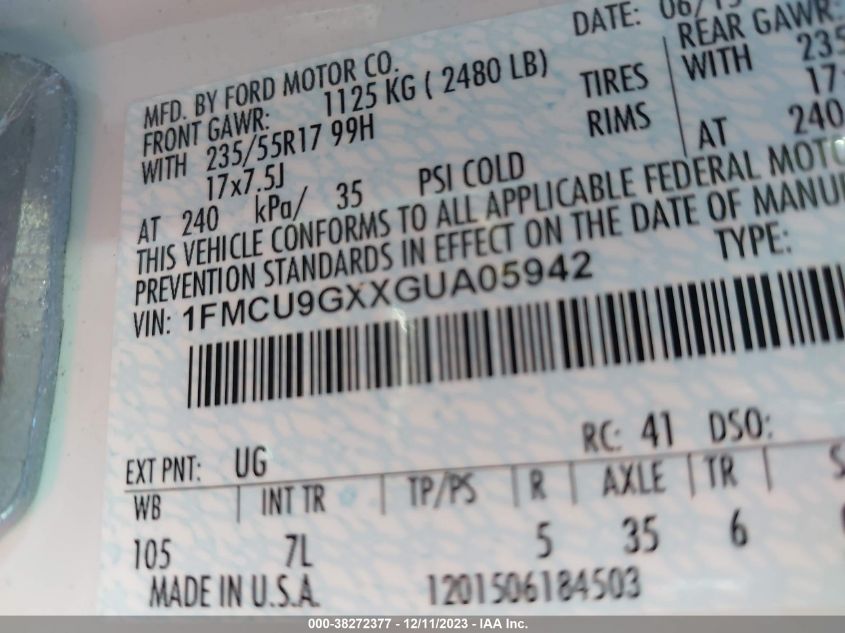 DATE: 06/15
MFD. BY FORD MOTOR CO.
FRONT GAWR: 1125 KG ( 2480 LB)
REAR GAWR:
WITH 235/55R17 99H TIRES
WITH 235
17x7.5J RIMS
17
AT 240 kPa/ 35 PSI COLD
AT 240
THIS VEHICLE CONFORMS TO ALL APPLICABLE FEDERAL
PREVENTION STANDARDS IN EFFECT ON THE DATE OF
VIN: 1FMCU9GXXGUA05942 TYPE:
EXT PNT: UG RC: 41 DSO:
WB | INT TR | TP/PS | R | AXLE | TR |
105 7L 5 35 6
MADE IN U.S.A. 1201506184503
000-38272377 - 12/11/2023 - IAA Inc.